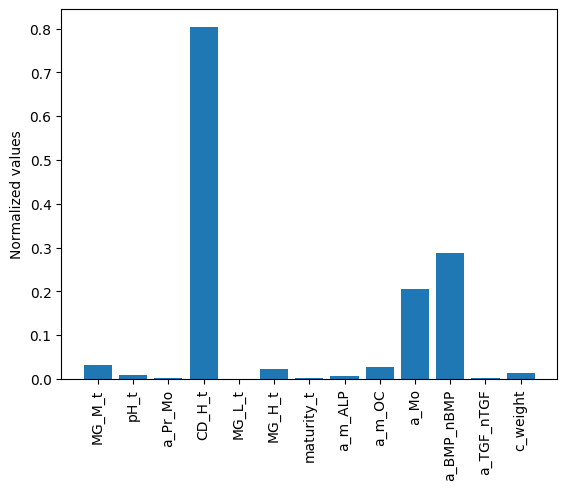 Normalized values
0.8
0.7
0.6
0.5
0.4
0.3
0.2
0.1
0.0
MG_M_t
pH_t
a_Pr_Mo
CD_H_t
MG_L_t
MG_H_t
maturity_t
a_m_ALP
a_m_OC
a_Mo
a_BMP_nBMP
a_TGF_nTGF
c_weight